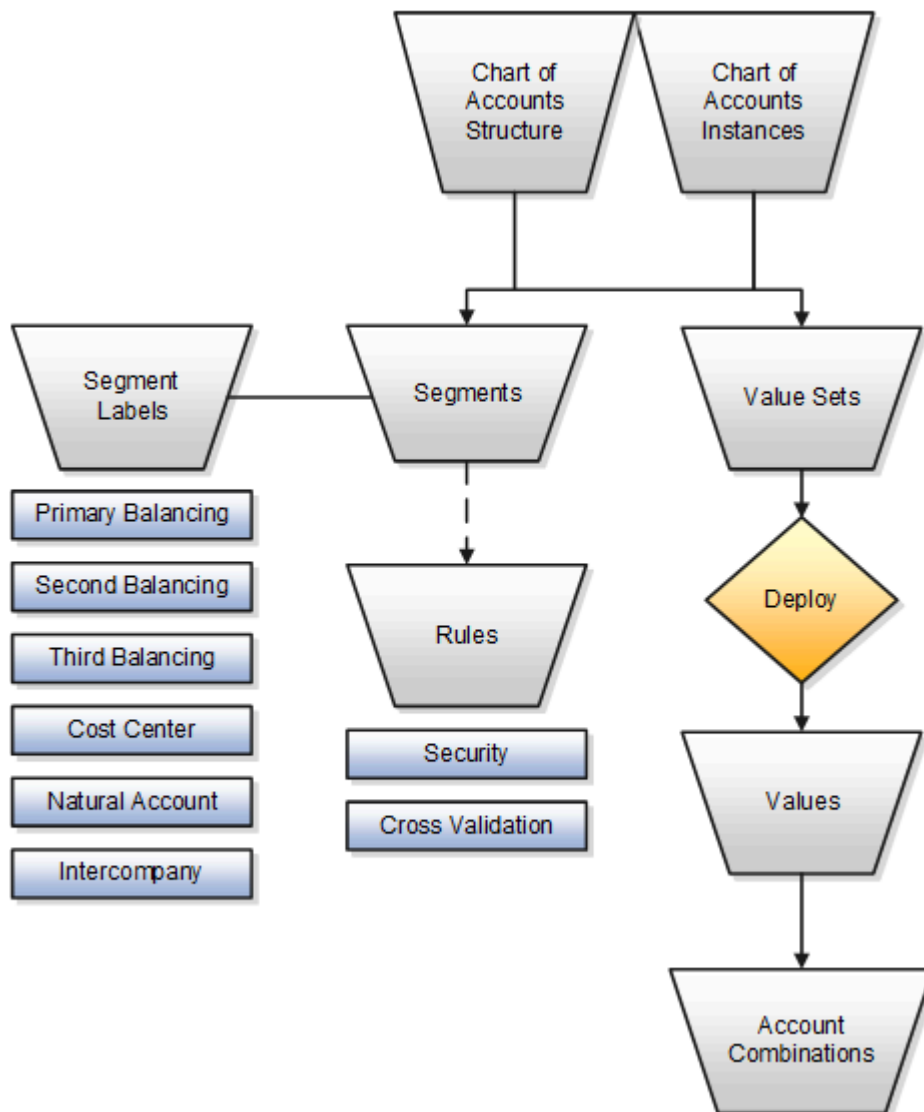 Chart of
Accounts
Structure
Chart of
Accounts
Instances
Segment
Labels
Segments
Value Sets
Primary Balancing
Second Balancing
Third Balancing
Cost Center
Natural Account
Intercompany
Rules
Security
Cross Validation
Deploy
Values
Account
Combinations